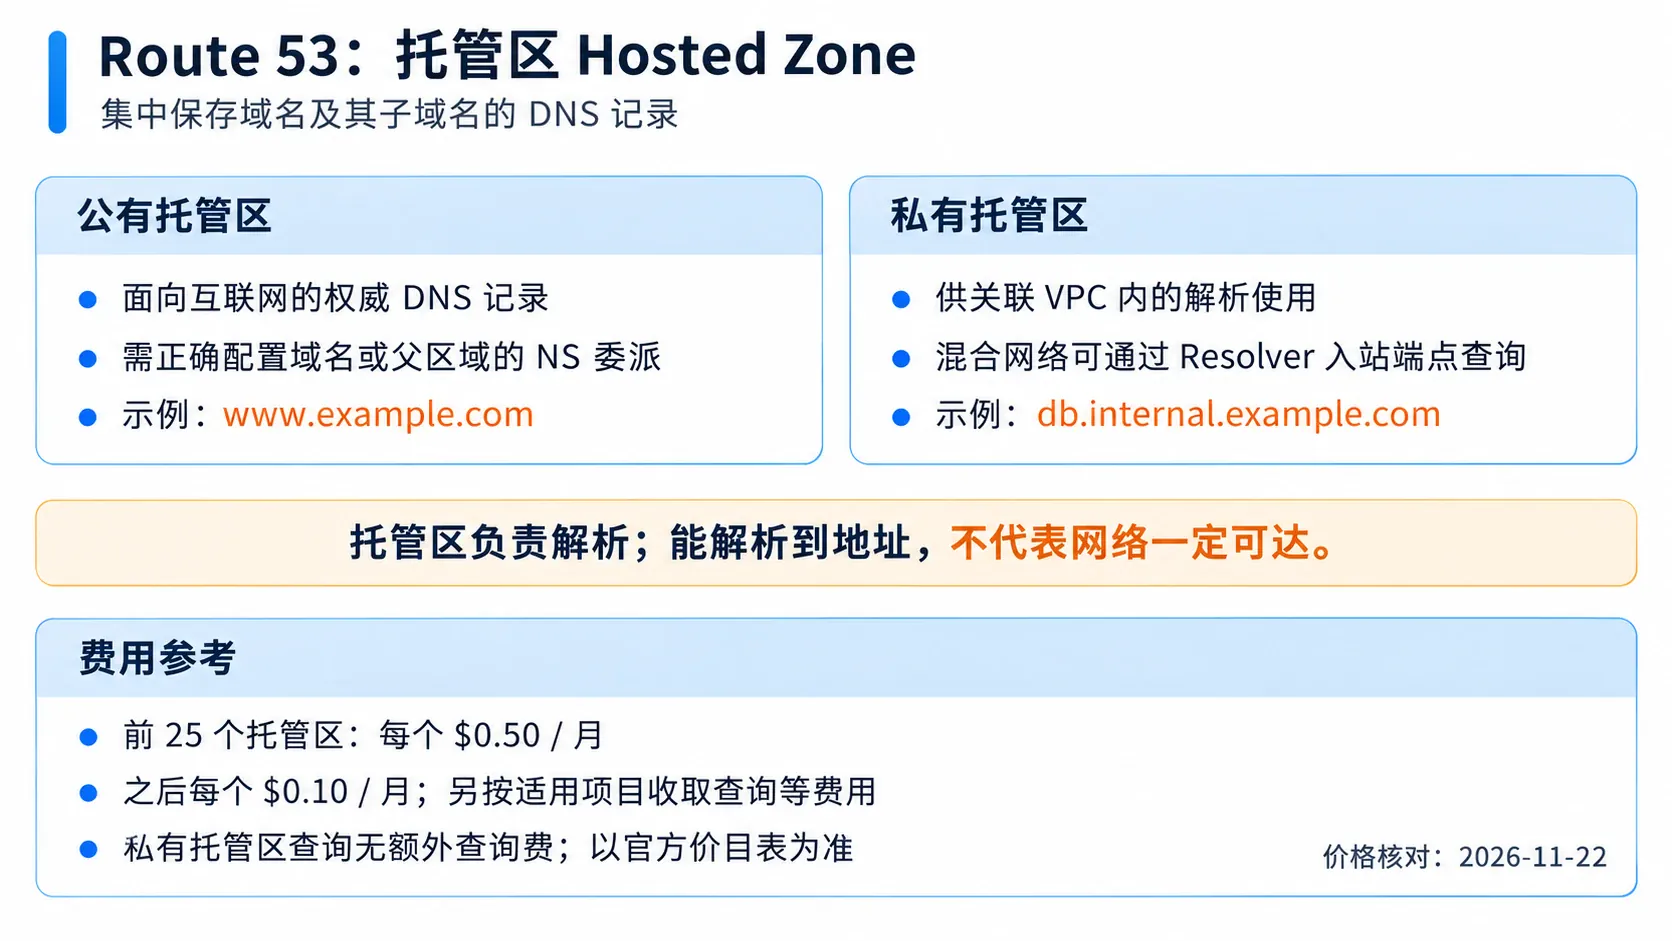 Route 53：托管区 Hosted Zone
集中保存域名及其子域名的 DNS 记录
公有托管区
面向互联网的权威 DNS 记录
需正确配置域名或父区域的 NS 委派
示例：www.example.com
私有托管区
供关联 VPC 内的解析使用
混合网络可通过 Resolver 入站端点查询
示例：db.internal.example.com
托管区负责解析；能解析到地址，不代表网络一定可达。
费用参考
前 25 个托管区：每个 $0.50 / 月
之后每个 $0.10 / 月；另按适用项目收取查询等费用
私有托管区查询无额外查询费；以官方价目表为准
价格核对：2026-11-22